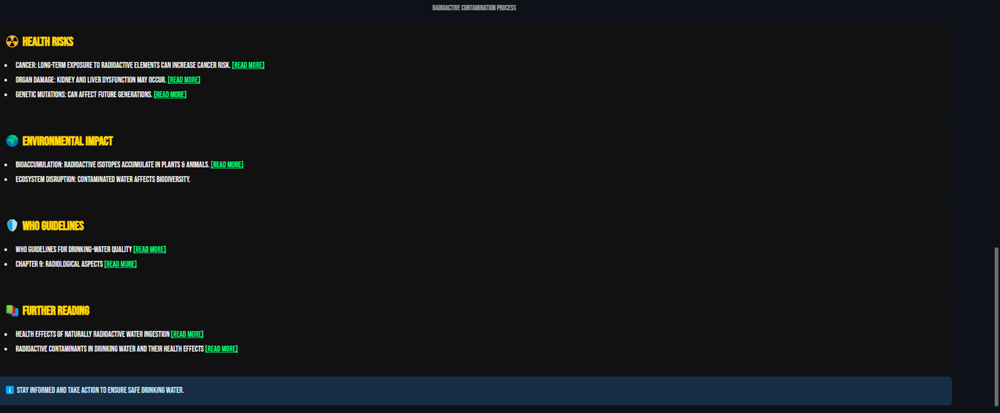 RADIOACTIVE CONTAMINATION PROCESS
HEALTH RISKS
CANCER: LONG-TERM EXPOSURE TO RADIOACTIVE ELEMENTS CAN INCREASE CANCER RISK. [READ MORE]
ORGAN DAMAGE: KIDNEY AND LIVER DYSFUNCTION MAY OCCUR. [READ MORE]
GENETIC MUTATIONS: CAN AFFECT FUTURE GENERATIONS. [READ MORE]
ENVIRONMENTAL IMPACT
BIOACCUMULATION: RADIOACTIVE ISOTOPES ACCUMULATE IN PLANTS & ANIMALS. [READ MORE]
ECOSYSTEM DISRUPTION: CONTAMINATED WATER AFFECTS BIODIVERSITY.
WHO GUIDELINES
WHO GUIDELINES FOR DRINKING-WATER QUALITY [READ MORE]
CHAPTER 9: RADIOLOGICAL ASPECTS [READ MORE]
FURTHER READING
HEALTH EFFECTS OF NATURALLY RADIOACTIVE WATER INGESTION [READ MORE]
RADIOACTIVE CONTAMINANTS IN DRINKING WATER AND THEIR HEALTH EFFECTS [READ MORE]
STAY INFORMED AND TAKE ACTION TO ENSURE SAFE DRINKING WATER.